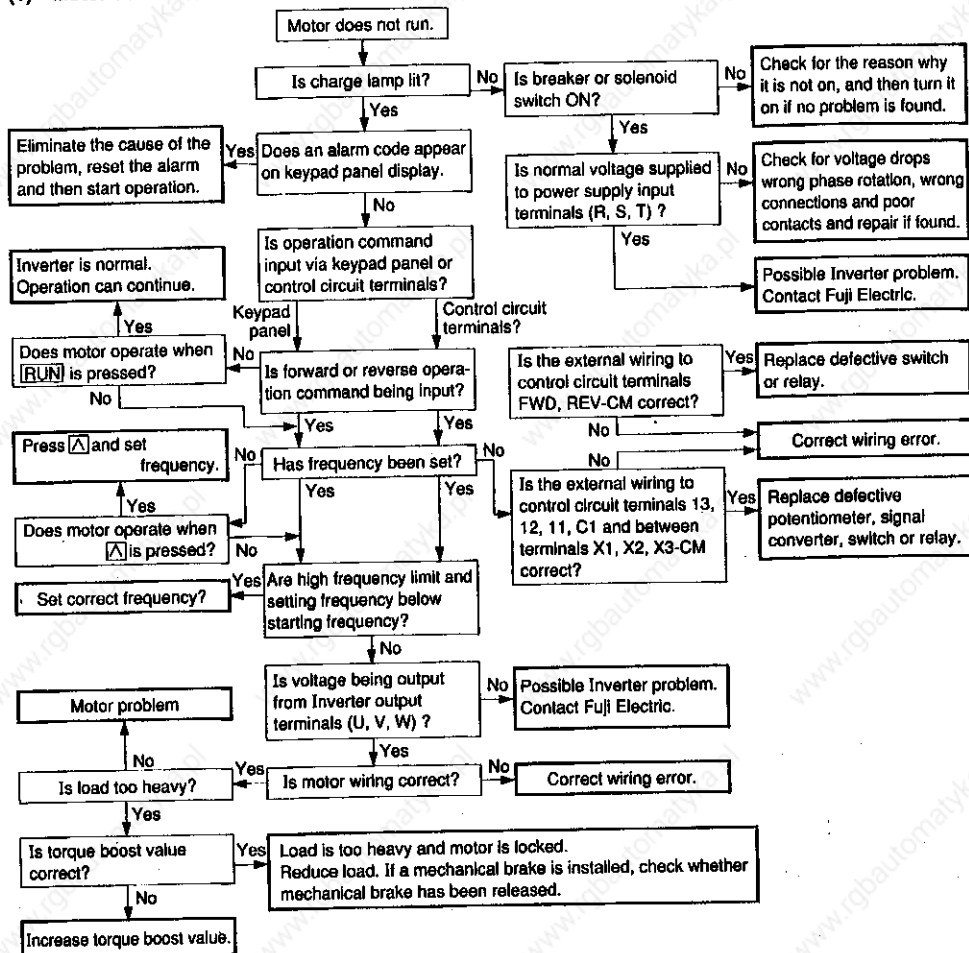 Motor does not run.
Is charge lamp lit?
No
Is breaker or solenoid
switch ON?
No
Check for the reason why
it is not on, and then turn it
on if no problem is found.
Yes
Yes
Eliminate the cause of the
problem, reset the alarm
and then start operation.
Yes
Does an alarm code appear
on keypad panel display.
Is normal voltage supplied
to power supply input
terminals (R, S, T) ?
No
Check for voltage drops
wrong phase rotation, wrong
connections and poor
contacts and repair if found.
No
Yes
Is operation command
input via keypad panel or
control circuit terminals?
Possible Inverter problem.
Contact Fuji Electric.
Inverter is normal.
Operation can continue.
Keypad
panel
Control circuit
terminals?
Yes
Does motor operate when
RUN is pressed?
No
Is forward or reverse opera-
tion command being input?
Is the external wiring to
control circuit terminals
FWD, REV-CM correct?
Yes
Replace defective switch
or relay.
No
Yes
Yes
No
Correct wiring error.
Press ∧ and set
frequency.
No
Has frequency been set?
No
No
Yes
Yes
Yes
Is the external wiring to
control circuit teminals 13,
12, 11, C1 and between
terminals X1, X2, X3-CM
correct?
Yes
Replace defective
potentiometer, signal
converter, switch or relay.
Does motor operate when
∧ is pressed?
No
Set correct frequency?
Yes
Are high frequency limit and
setting frequency below
starting frequency?
No
Is voltage being output
from Inverter output
terminals (U, V, W) ?
No
Possible Inverter problem.
Contact Fuji Electric.
Motor problem
Yes
No
Is load too heavy?
Yes
Is motor wiring correct?
No
Correct wiring error.
Yes
Is torque boost value
correct?
Yes
Load is too heavy and motor is locked.
Reduce load. If a mechanical brake is installed, check whether
mechanical brake has been released.
No
Increase torque boost value.
www.rgbautomatyka.pl